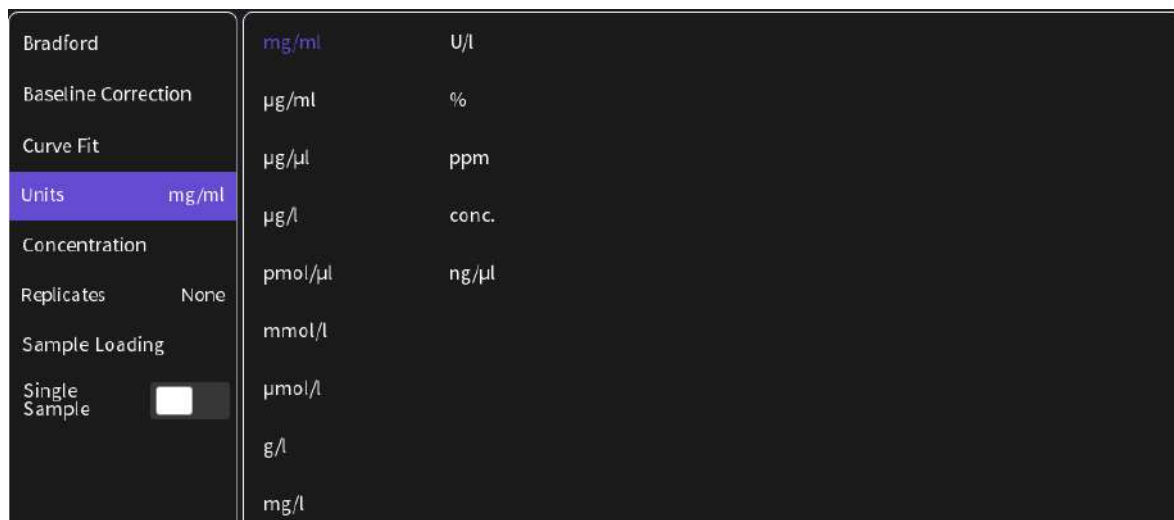 Bradford
Baseline Correction
Curve Fit
Units mg/ml
Concentration
Replicates None
Sample Loading
Single
Sample
mg/ml U/l
µg/ml %
µg/µl ppm
µg/l conc.
pmol/µl ng/µl
mmol/l
µmol/l
g/l
mg/l